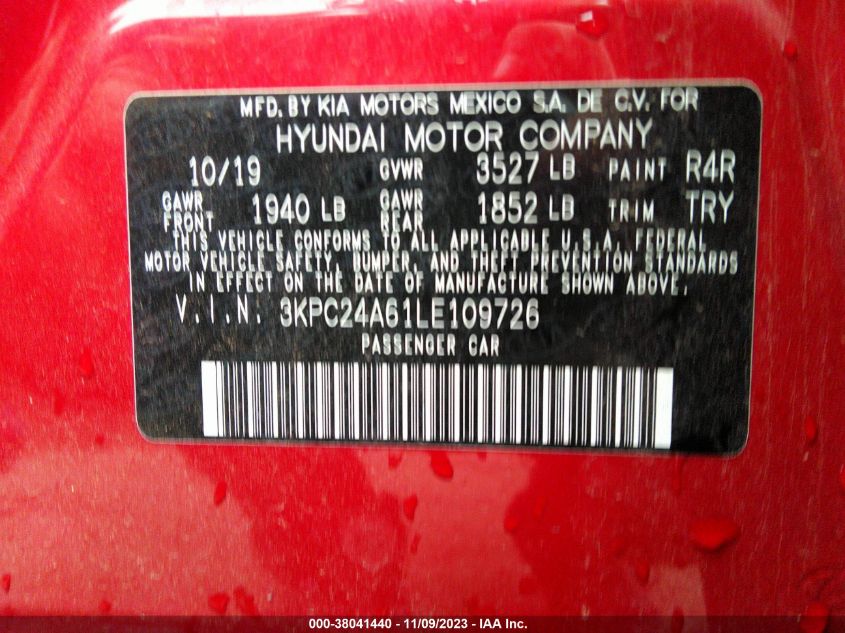 MFD. BY KIA MOTORS MEXICO S.A. DE C.V. FOR
HYUNDAI MOTOR COMPANY
10/19 GVWR 3527 LB PAINT R4R
GAWR FRONT 1940 LB GAWR REAR 1852 LB TRIM TRY
THIS VEHICLE CONFORMS TO ALL APPLICABLE U.S.A. FEDERAL
MOTOR VEHICLE SAFETY, BUMPER, AND THEFT PREVENTION STANDARDS
IN EFFECT ON THE DATE OF MANUFACTURE SHOWN ABOVE.
V.I.N. 3KPC24A61LE109726
PASSENGER CAR
000-38041440 - 11/09/2023 - IAA Inc.